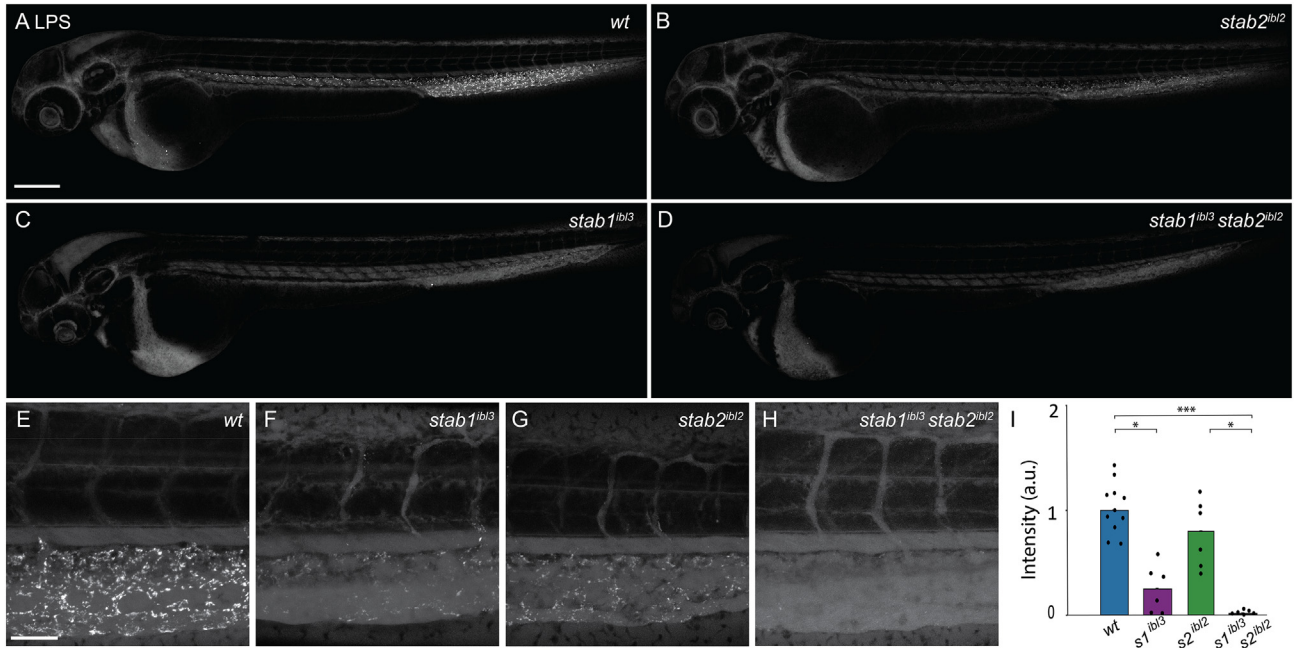 A LPS wt
B stab2ibl2
C stab1ibl3
D stab1ibl3 stab2ibl2
E wt
F stab1ibl3
G stab2ibl2
H stab1ibl3 stab2ibl2
I
Intensity (a.u.)
2
1
0
***
* *
wt
s1ibl3
s2ibl2
s1ibl3
s2ibl2